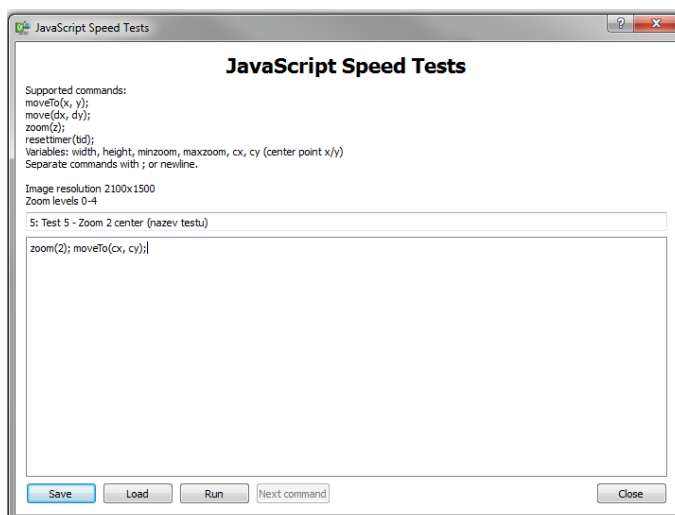 JavaScript Speed Tests
JavaScript Speed Tests
Supported commands:
moveTo(x, y);
move(dx, dy);
zoom(z);
resettimer(tid);
Variables: width, height, minzoom, maxzoom, cx, cy (center point x/y)
Separate commands with ; or newline.
Image resolution 2100x1500
Zoom levels 0-4
5: Test 5 - Zoom 2 center (nazev testu)
zoom(2); moveTo(cx, cy);
Save Load Run Next command Close